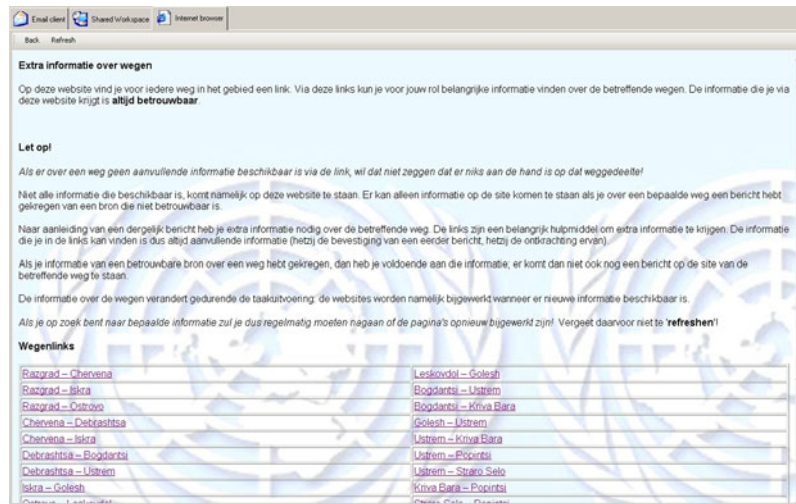 Email client Shared Workspace Internet browser
Back Refresh
Extra informatie over wegen
Op deze website vind je voor iedere weg in het gebied een link. Via deze links kun je voor jouw rol belangrijke informatie vinden over de betreffende wegen. De informatie die je via
deze website krijgt is altijd betrouwbaar.
Let op!
Als er over een weg geen aanvullende informatie beschikbaar is via de link, wil dat niet zeggen dat er niks aan de hand is op dat weggedeelte!
Niet alle informatie die beschikbaar is, komt namelijk op deze website te staan. Er kan alleen informatie op de site komen te staan als je over een bepaalde weg een bericht hebt
gekregen van een bron die niet betrouwbaar is.
Naar aanleiding van een dergelijk bericht heb je extra informatie nodig over de betreffende weg. De links zijn een belangrijk hulpmiddel om extra informatie te krijgen. De informatie
die je in de links kan vinden is dus altijd aanvullende informatie (hetzij de bevestiging van een eerder bericht, hetzij de ontkrachting ervan).
Als je informatie van een betrouwbare bron over een weg hebt gekregen, dan heb je voldoende aan die informatie; er komt dan niet ook nog een bericht op de site van de
betreffende weg te staan.
De informatie over de wegen verandert gedurende de taakuitvoering: de websites worden namelijk bijgewerkt wanneer er nieuwe informatie beschikbaar is.
Als je op zoek bent naar bepaalde informatie zul je dus regelmatig moeten nagaan of de pagina's opnieuw bijgewerkt zijn! Vergeet daarvoor niet te 'refreshen'!
Wegenlinks
Razgrad – Chervena Leskovdol – Golesh
Razgrad – Iskra Bogdantsi – Ustrem
Razgrad – Ostrovo Bogdantsi – Kriva Bara
Chervena – Debrashtsa Golesh – Ustrem
Chervena – Iskra Ustrem – Kriva Bara
Debrashtsa – Bogdantsi Ustrem – Popintsi
Debrashtsa – Ustrem Ustrem – Straro Selo
Iskra – Golesh Kriva Bara – Popintsi